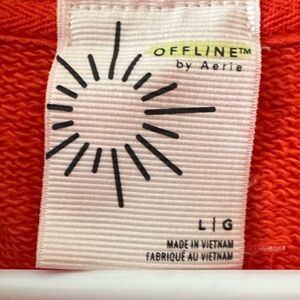 OFFLINE™
by Aerie
L | G
MADE IN VIETNAM
FABRIQUÉ AU VIETNAM